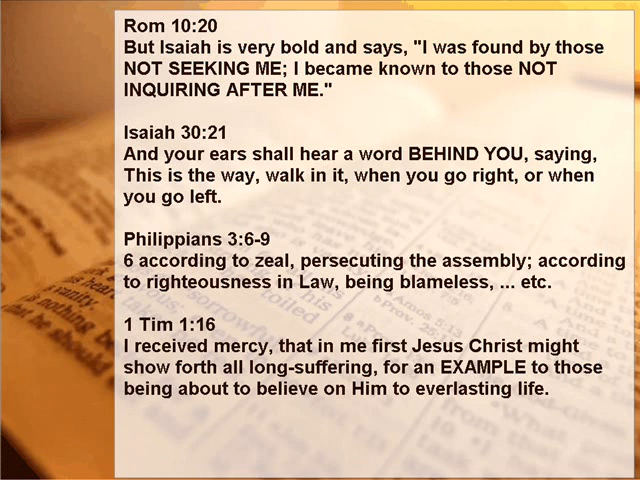 Rom 10:20
But Isaiah is very bold and says, "I was found by those
NOT SEEKING ME; I became known to those NOT
INQUIRING AFTER ME."
Isaiah 30:21
And your ears shall hear a word BEHIND YOU, saying,
This is the way, walk in it, when you go right, or when
you go left.
Philippians 3:6-9
6 according to zeal, persecuting the assembly; according
to righteousness in Law, being blameless, ... etc.
1 Tim 1:16
I received mercy, that in me first Jesus Christ might
show forth all long-suffering, for an EXAMPLE to those
being about to believe on Him to everlasting life.